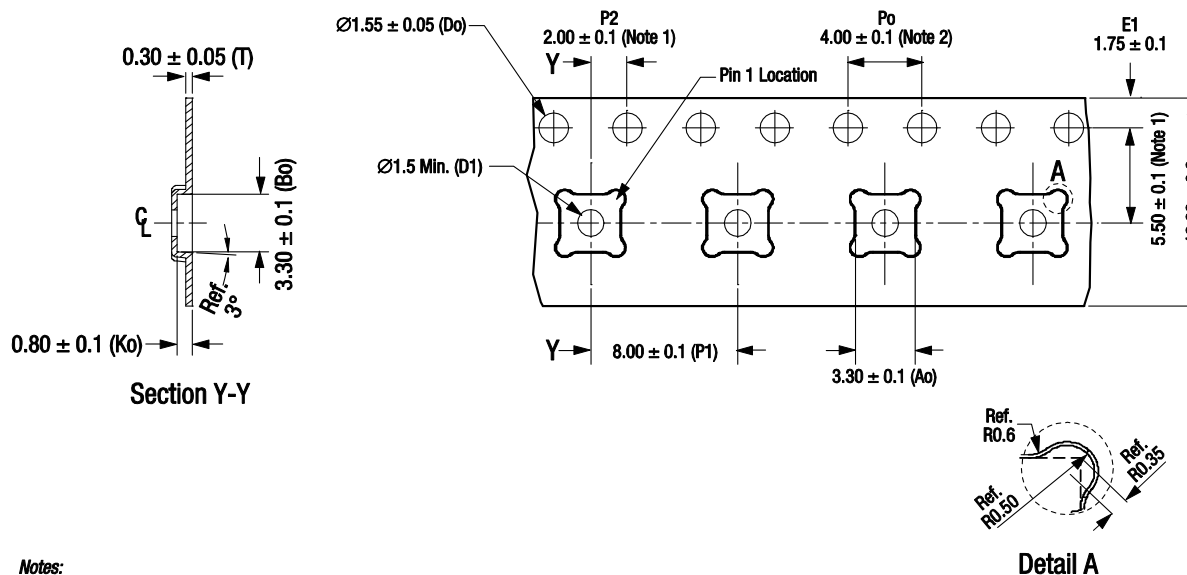 0.30 ± 0.05 (T)
3.30 ± 0.1 (Bo)
Ref.
3°
0.80 ± 0.1 (Ko)
Section Y-Y
Ø1.55 ± 0.05 (Do)
P2
2.00 ± 0.1 (Note 1)
Y
Pin 1 Location
Po
4.00 ± 0.1 (Note 2)
E1
1.75 ± 0.1
Ø1.5 Min. (D1)
A
5.50 ± 0.1 (Note 1)
Y
8.00 ± 0.1 (P1)
3.30 ± 0.1 (Ao)
Ref.
R0.6
Ref.
R0.35
Ref.
R0.50
Detail A
Notes: